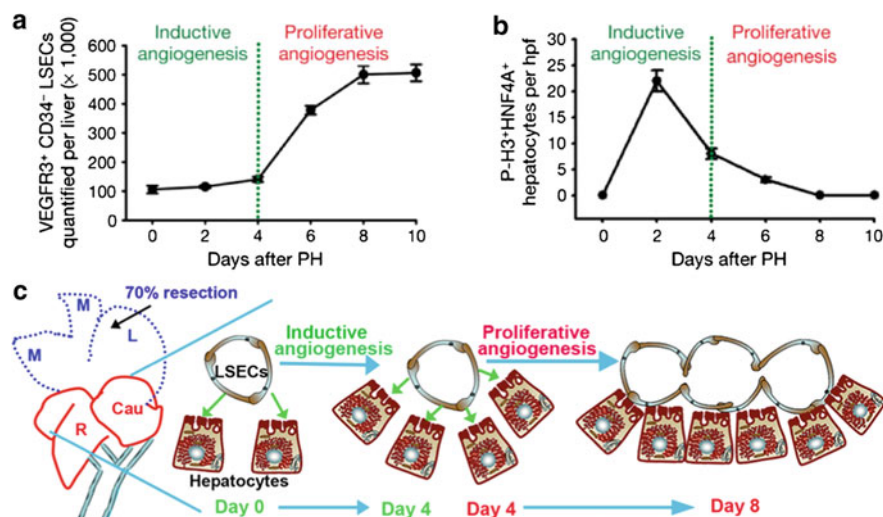 a
Inductive angiogenesis
Proliferative angiogenesis
VEGFR3⁺ CD34⁻ LSECs
quantified per liver (× 1,000)
600
500
400
300
200
100
0
0 2 4 6 8 10
Days after PH
b
Inductive angiogenesis
Proliferative angiogenesis
P-H3⁺HNF4A⁺
hepatocytes per hpf
30
25
20
15
10
5
0
0 2 4 6 8 10
Days after PH
c
70% resection
M
L
M
Cau
R
LSECs
Hepatocytes
Inductive
angiogenesis
Proliferative
angiogenesis
Day 0
Day 4
Day 4
Day 8